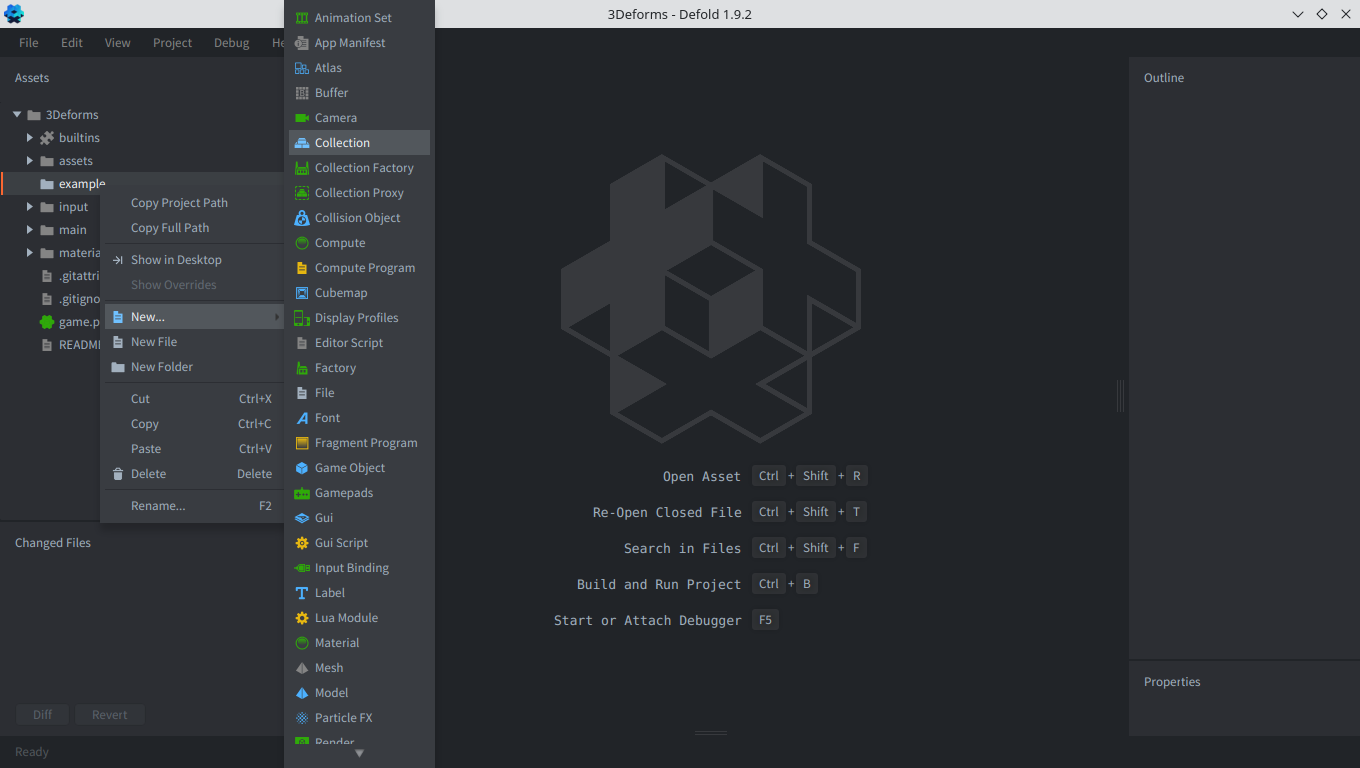 3Deforms - Defold 1.9.2
File Edit View Project Debug He
Assets
3Deforms
builtins
assets
example
input
main
materia
.gitattri
.gitigno
game.p
README
Copy Project Path
Copy Full Path
Show in Desktop
Show Overrides
New...
New File
New Folder
Cut Ctrl+X
Copy Ctrl+C
Paste Ctrl+V
Delete Delete
Rename... F2
Animation Set
App Manifest
Atlas
Buffer
Camera
Collection
Collection Factory
Collection Proxy
Collision Object
Compute
Compute Program
Cubemap
Display Profiles
Editor Script
Factory
File
Font
Fragment Program
Game Object
Gamepads
Gui
Gui Script
Input Binding
Label
Lua Module
Material
Mesh
Model
Particle FX
Render
Open Asset Ctrl + Shift + R
Re-Open Closed File Ctrl + Shift + T
Search in Files Ctrl + Shift + F
Build and Run Project Ctrl + B
Start or Attach Debugger F5
Outline
Properties
Changed Files
Diff Revert
Ready